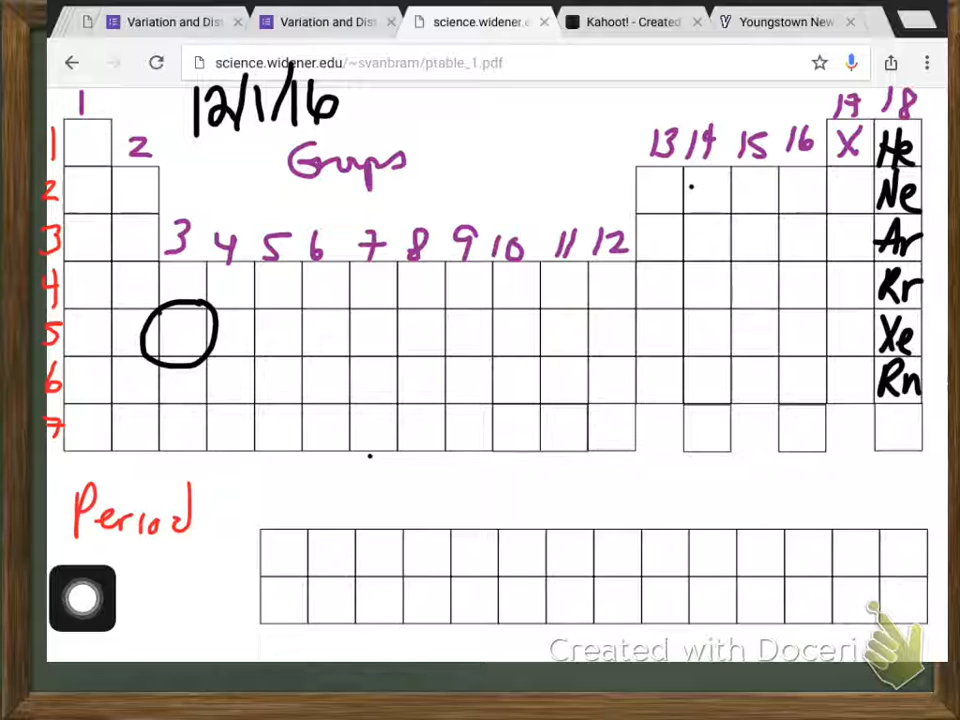 Variation and Dis
Variation and Dis
science.widener.e
Kahoot! - Created
Youngstown New
science.widener.edu/~svanbram/ptable_1.pdf
12/1/16
1
17 18
1 2 Groups 13 14 15 16 X He
2 Ne
3 3 4 5 6 7 8 9 10 11 12 Ar
4 Rr
5 Xe
6 Rn
7
Period
Created with Doceri